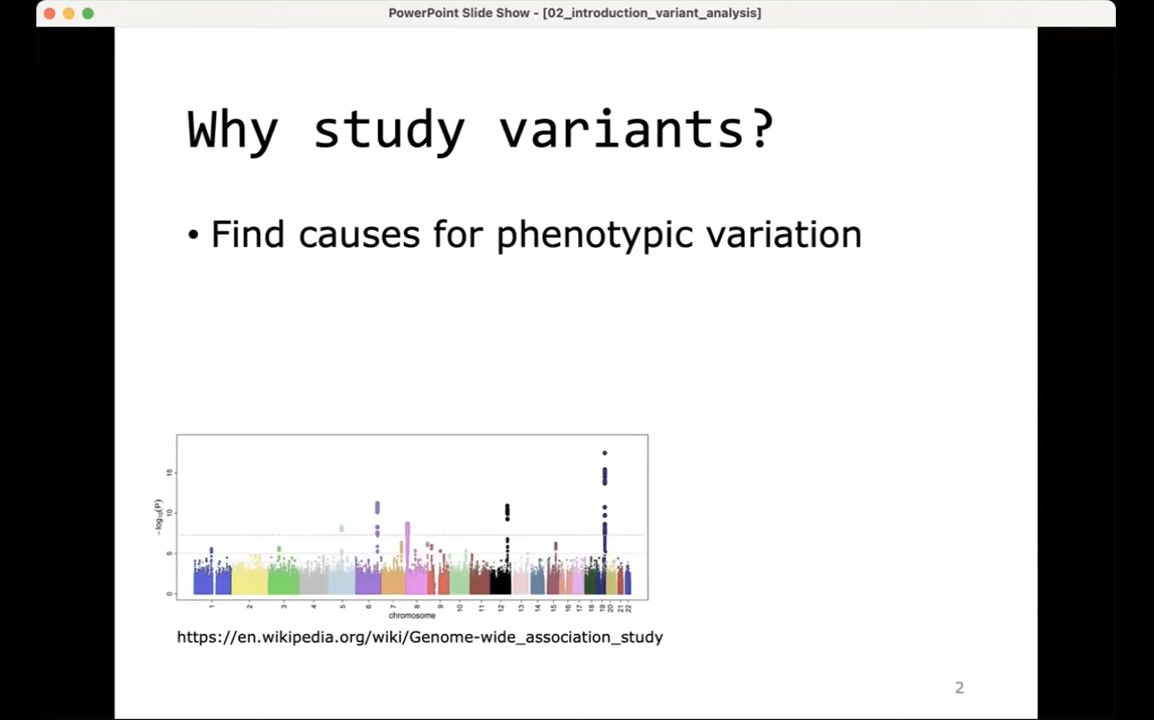 PowerPoint Slide Show - [02_introduction_variant_analysis]
Why study variants?
• Find causes for phenotypic variation
15
10
5
0
-log10(P)
1 2 3 4 5 6 7 8 9 10 11 12 13 14 15 16 17 18 19 20 21 22
chromosome
https://en.wikipedia.org/wiki/Genome-wide_association_study
2